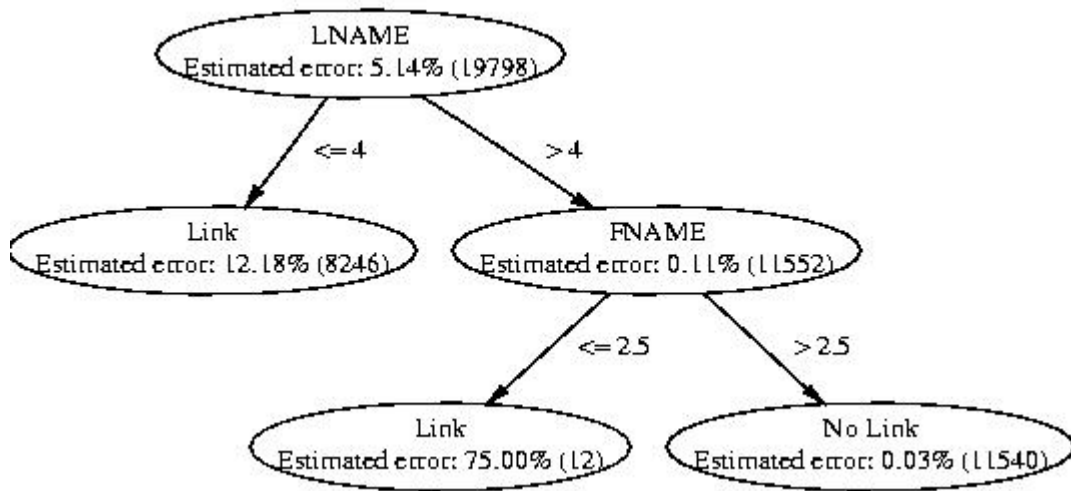 LNAME
Estimated error: 5.14% (19798)
<= 4
> 4
Link
Estimated error: 12.18% (8246)
FNAME
Estimated error: 0.11% (11552)
<= 2.5
> 2.5
Link
Estimated error: 75.00% (12)
No Link
Estimated error: 0.03% (11540)